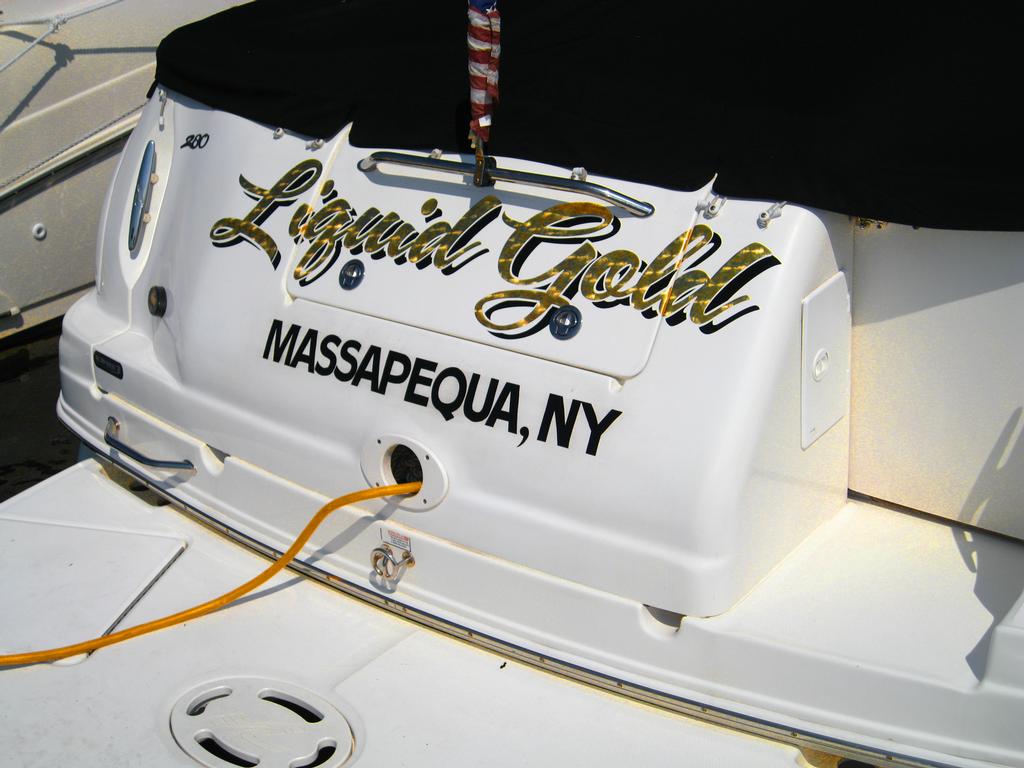 280
Liquid Gold
MASSAPEQUA, NY